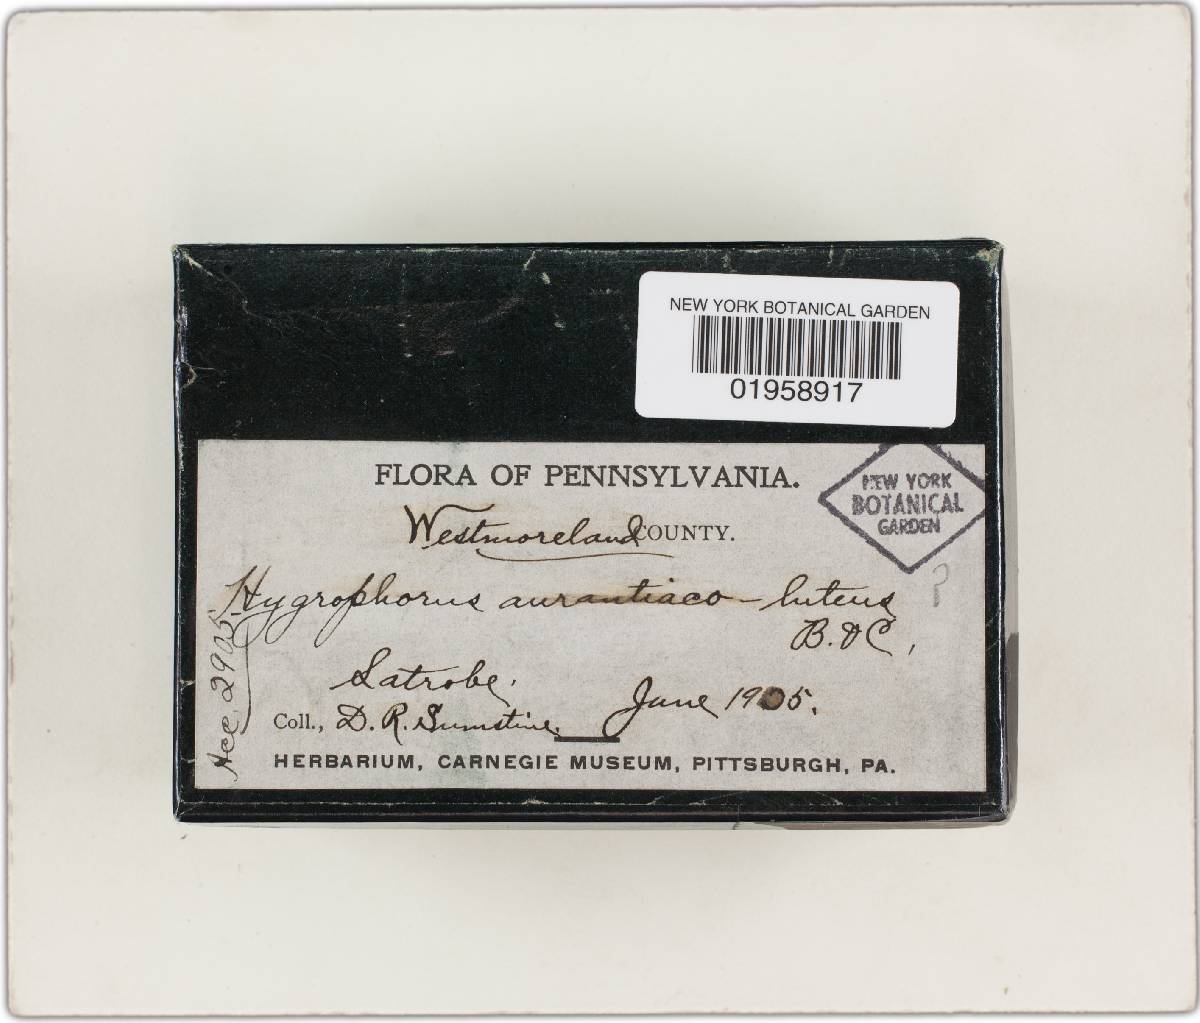 NEW YORK BOTANICAL GARDEN
01958917
FLORA OF PENNSYLVANIA.
NEW YORK
BOTANICAL
GARDEN
Westmoreland COUNTY.
?
Hygrophorus aurantiaco-luteus
B. & C.,
Latrobe.
June 1905.
Coll., D. R. Sumstine.
HERBARIUM, CARNEGIE MUSEUM, PITTSBURGH, PA.
Acc. 2905